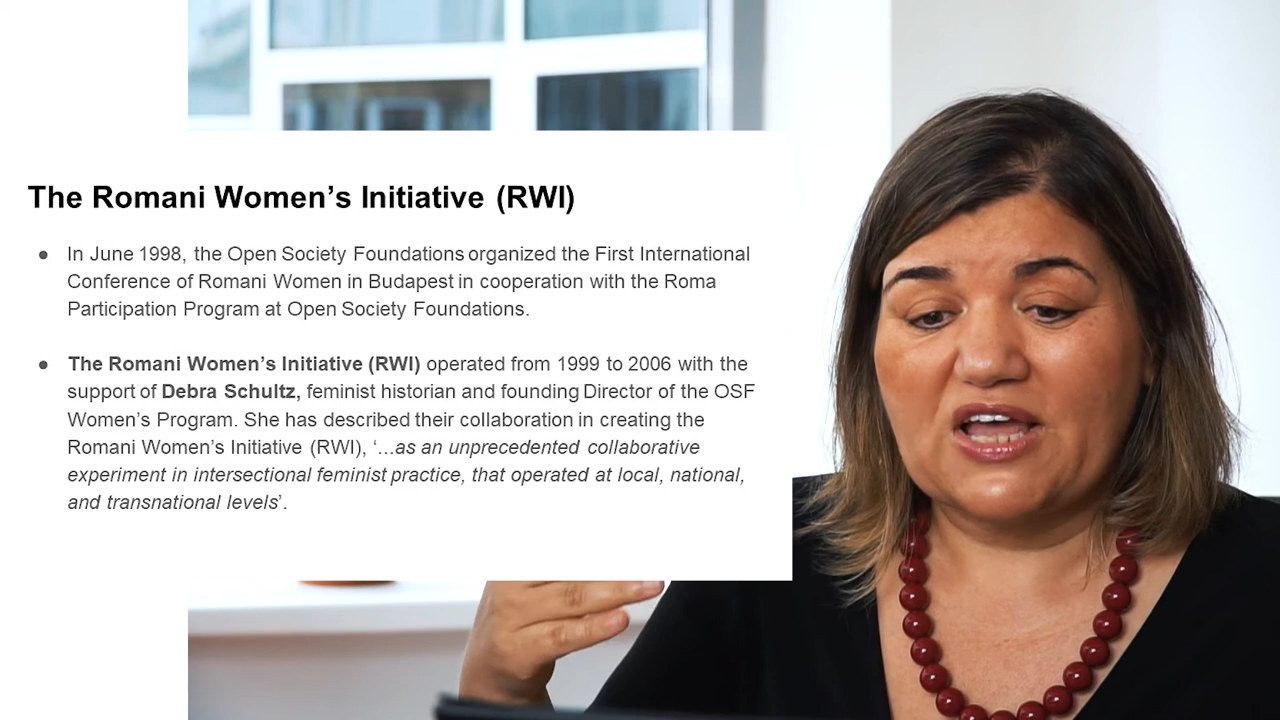 The Romani Women’s Initiative (RWI)
● In June 1998, the Open Society Foundations organized the First International
Conference of Romani Women in Budapest in cooperation with the Roma
Participation Program at Open Society Foundations.
● The Romani Women’s Initiative (RWI) operated from 1999 to 2006 with the
support of Debra Schultz, feminist historian and founding Director of the OSF
Women’s Program. She has described their collaboration in creating the
Romani Women’s Initiative (RWI), ‘...as an unprecedented collaborative
experiment in intersectional feminist practice, that operated at local, national,
and transnational levels’.